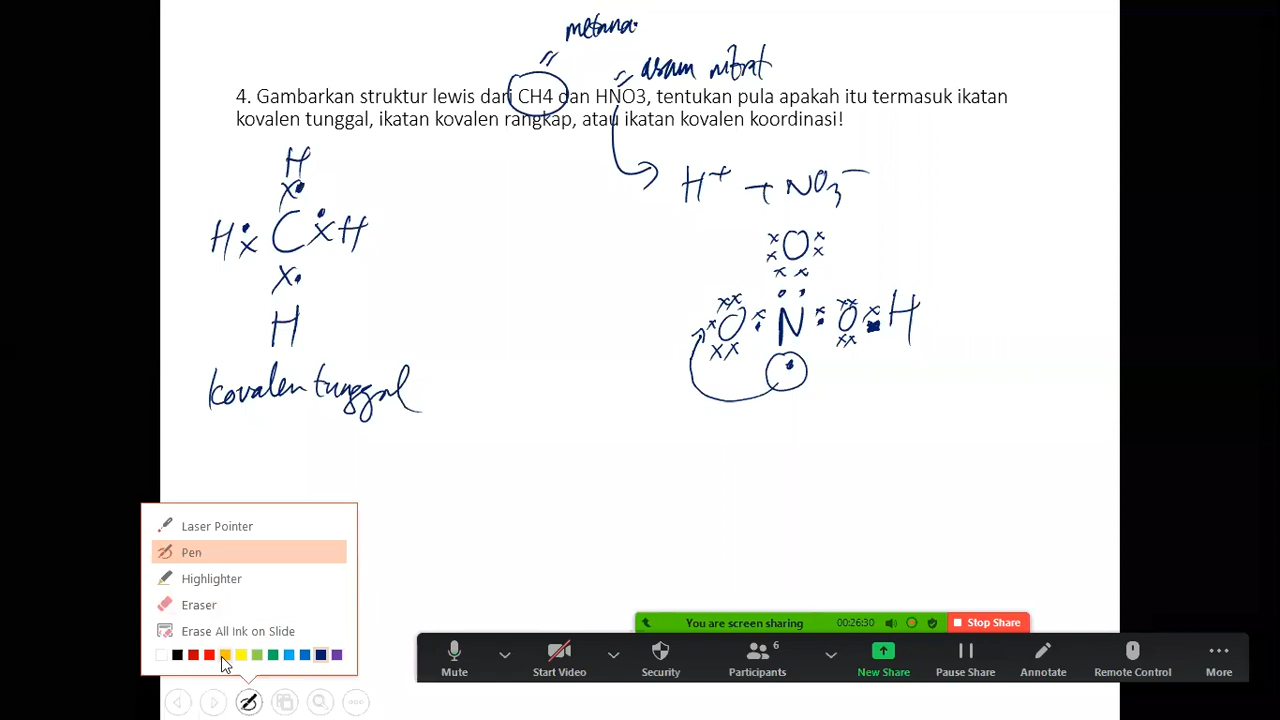 metana
asam nitrat
4. Gambarkan struktur lewis dari CH4 dan HNO3, tentukan pula apakah itu termasuk ikatan
kovalen tunggal, ikatan kovalen rangkap, atau ikatan kovalen koordinasi!
H
H C H
H
kovalen tunggal
H+ + NO3−
O
O N O H
Laser Pointer
Pen
Highlighter
Eraser
Erase All Ink on Slide
You are screen sharing 00:26:30 Stop Share
6
Mute Start Video Security Participants New Share Pause Share Annotate Remote Control More